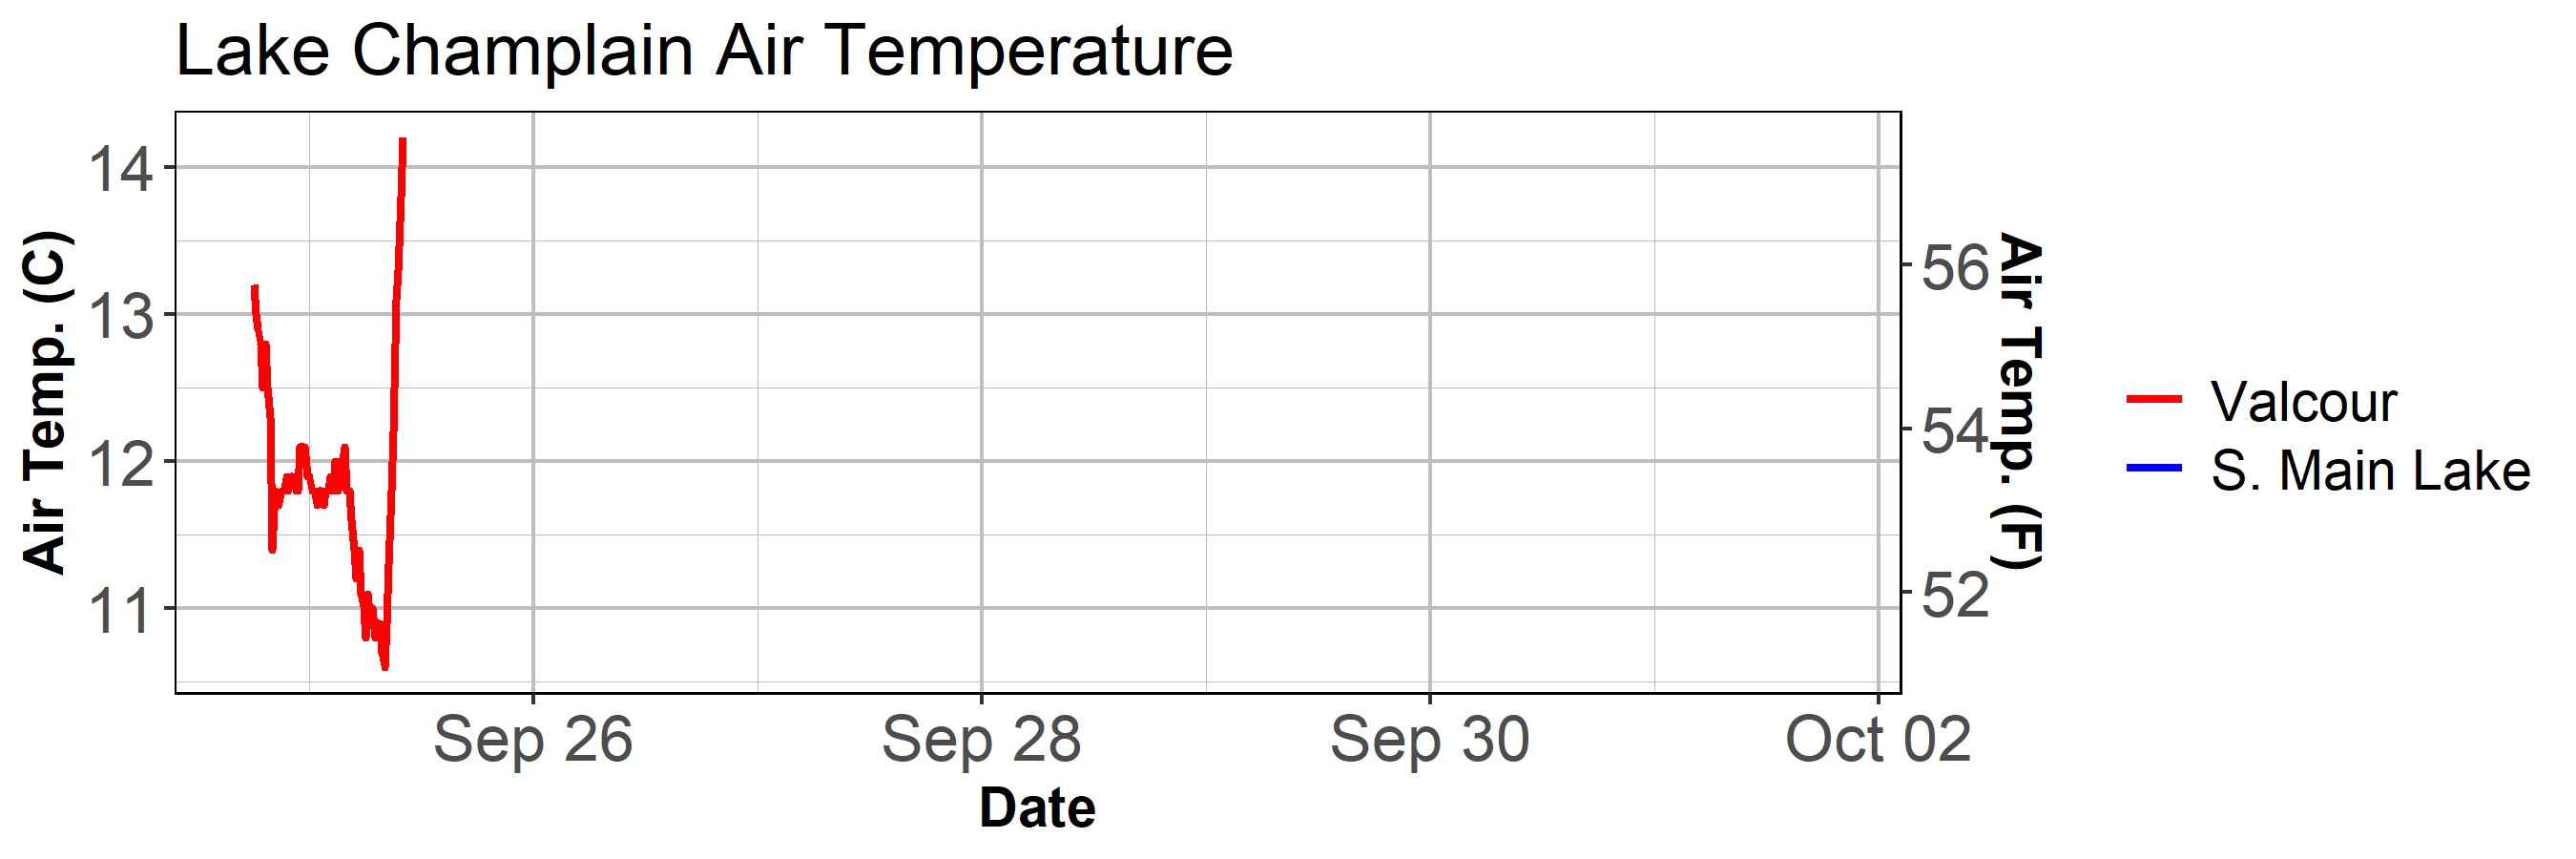 Lake Champlain Air Temperature
Air Temp. (C)
14
13
12
11
56
54
52
Air Temp. (F)
Valcour
S. Main Lake
Sep 26
Sep 28
Sep 30
Oct 02
Date